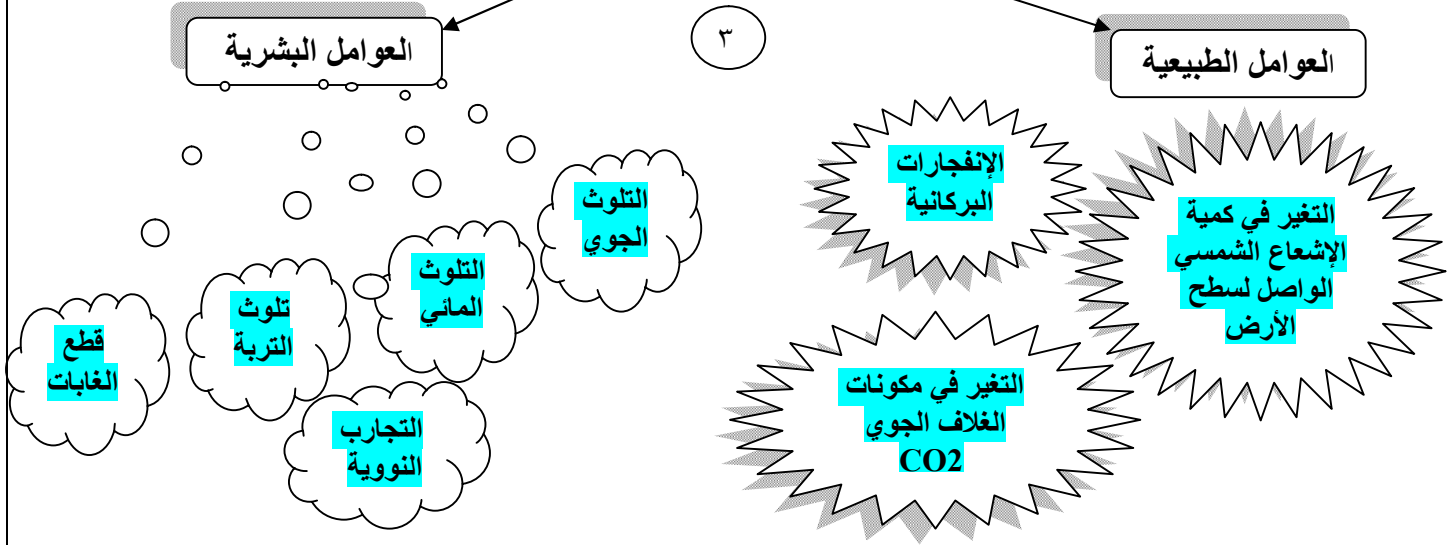 العوامل الطبيعية
٣
العوامل البشرية
الإنفجارات
البركانية
التغير في كمية
الإشعاع الشمسي
الواصل لسطح
الأرض
التغير في مكونات
الغلاف الجوي
CO2
التلوث
الجوي
التلوث
المائي
تلوث
التربة
قطع
الغابات
التجارب
النووية